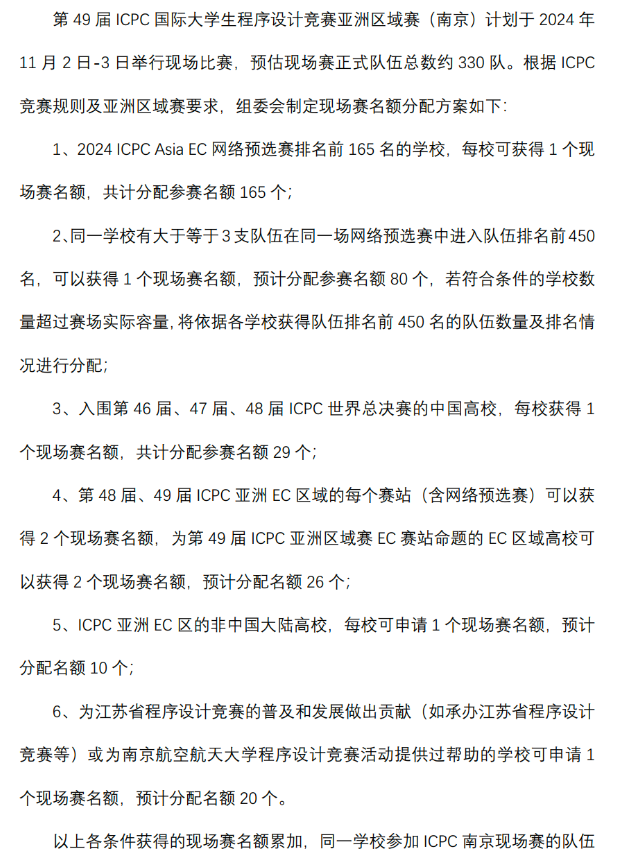 第 49 届 ICPC 国际大学生程序设计竞赛亚洲区域赛（南京）计划于 2024 年
11 月 2 日-3 日举行现场比赛，预估现场赛正式队伍总数约 330 队。根据 ICPC
竞赛规则及亚洲区域赛要求，组委会制定现场赛名额分配方案如下：
1、2024 ICPC Asia EC 网络预选赛排名前 165 名的学校，每校可获得 1 个现
场赛名额，共计分配参赛名额 165 个；
2、同一学校有大于等于 3 支队伍在同一场网络预选赛中进入队伍排名前 450
名，可以获得 1 个现场赛名额，预计分配参赛名额 80 个，若符合条件的学校数
量超过赛场实际容量，将依据各学校获得队伍排名前 450 名的队伍数量及排名情
况进行分配；
3、入围第 46 届、47 届、48 届 ICPC 世界总决赛的中国高校，每校获得 1
个现场赛名额，共计分配参赛名额 29 个；
4、第 48 届、49 届 ICPC 亚洲 EC 区域的每个赛站（含网络预选赛）可以获
得 2 个现场赛名额，为第 49 届 ICPC 亚洲区域赛 EC 赛站命题的 EC 区域高校可
以获得 2 个现场赛名额，预计分配名额 26 个；
5、ICPC 亚洲 EC 区的非中国大陆高校，每校可申请 1 个现场赛名额，预计
分配名额 10 个；
6、为江苏省程序设计竞赛的普及和发展做出贡献（如承办江苏省程序设计
竞赛等）或为南京航空航天大学程序设计竞赛活动提供过帮助的学校可申请 1
个现场赛名额，预计分配名额 20 个。
以上各条件获得的现场赛名额累加，同一学校参加 ICPC 南京现场赛的队伍